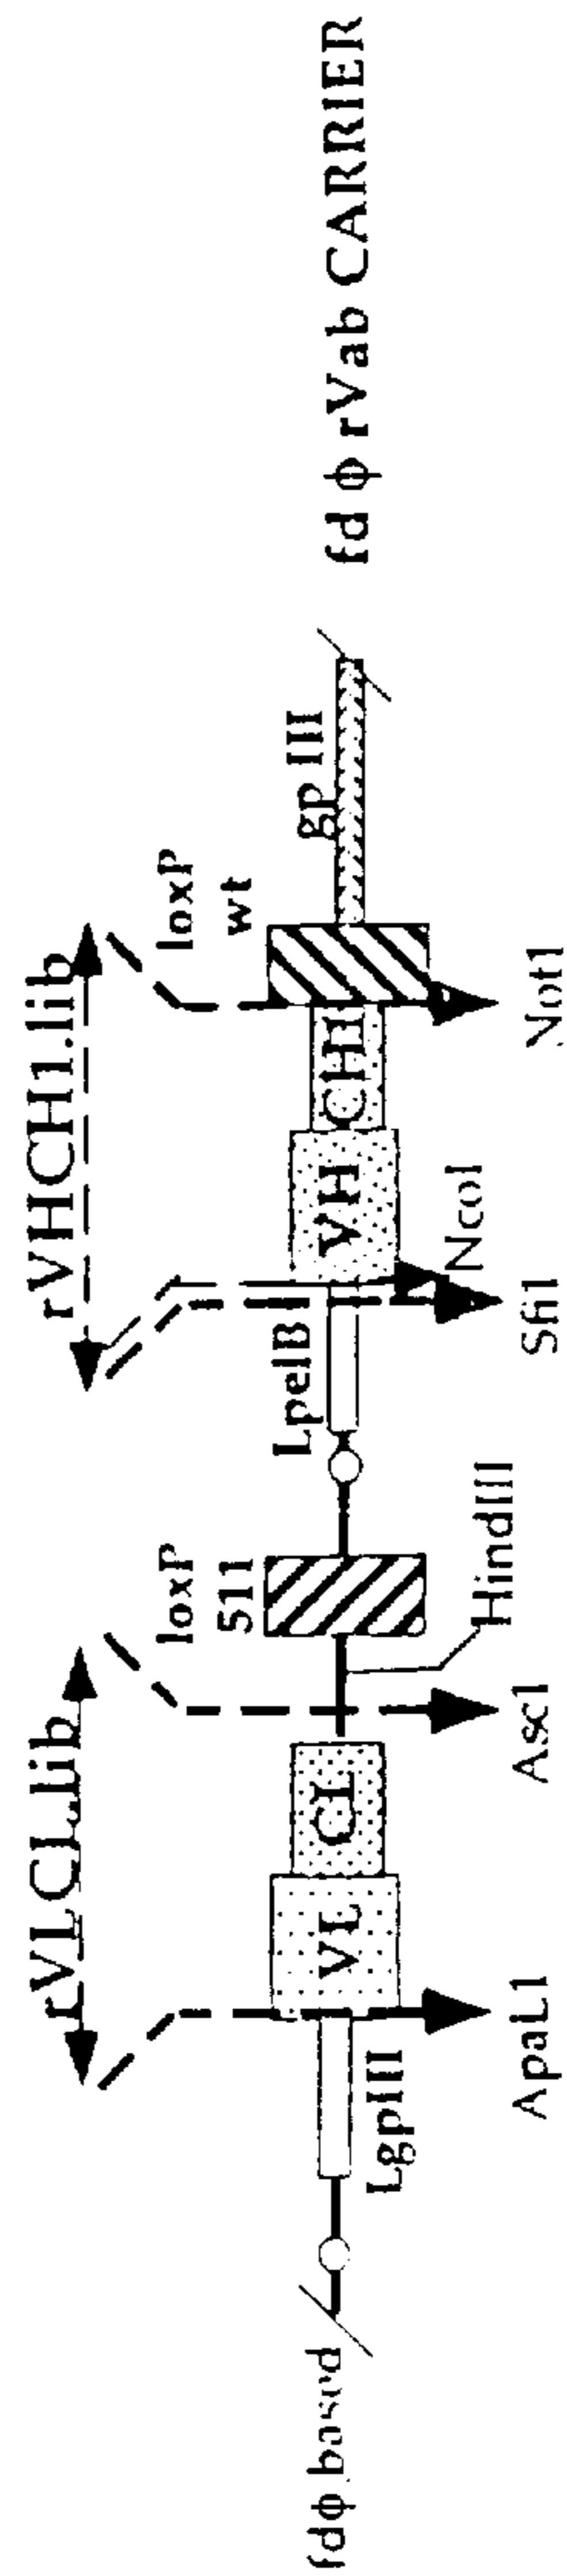 rVLCL.lib
rVHCH1.lib
loxP
511
loxP
wt
LpelB
gp III
VL
CL
VH
CH1
fdϕ based
LgpIII
fd ϕ rVab CARRIER
HindIII
NcoI
ApaL1
Asc1
Sfi1
Not1